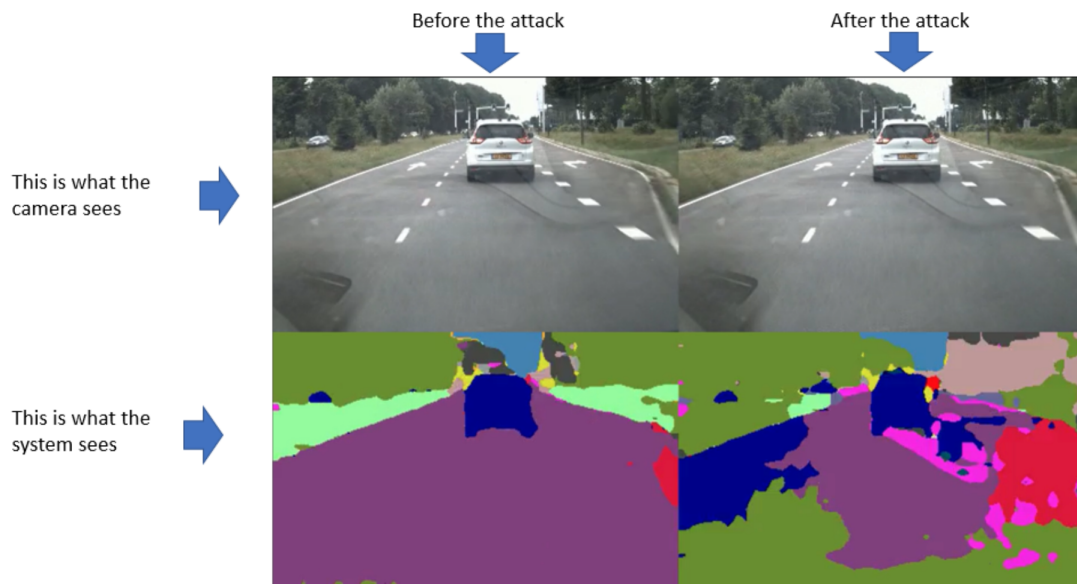 Before the attack
After the attack
This is what the
camera sees
This is what the
system sees